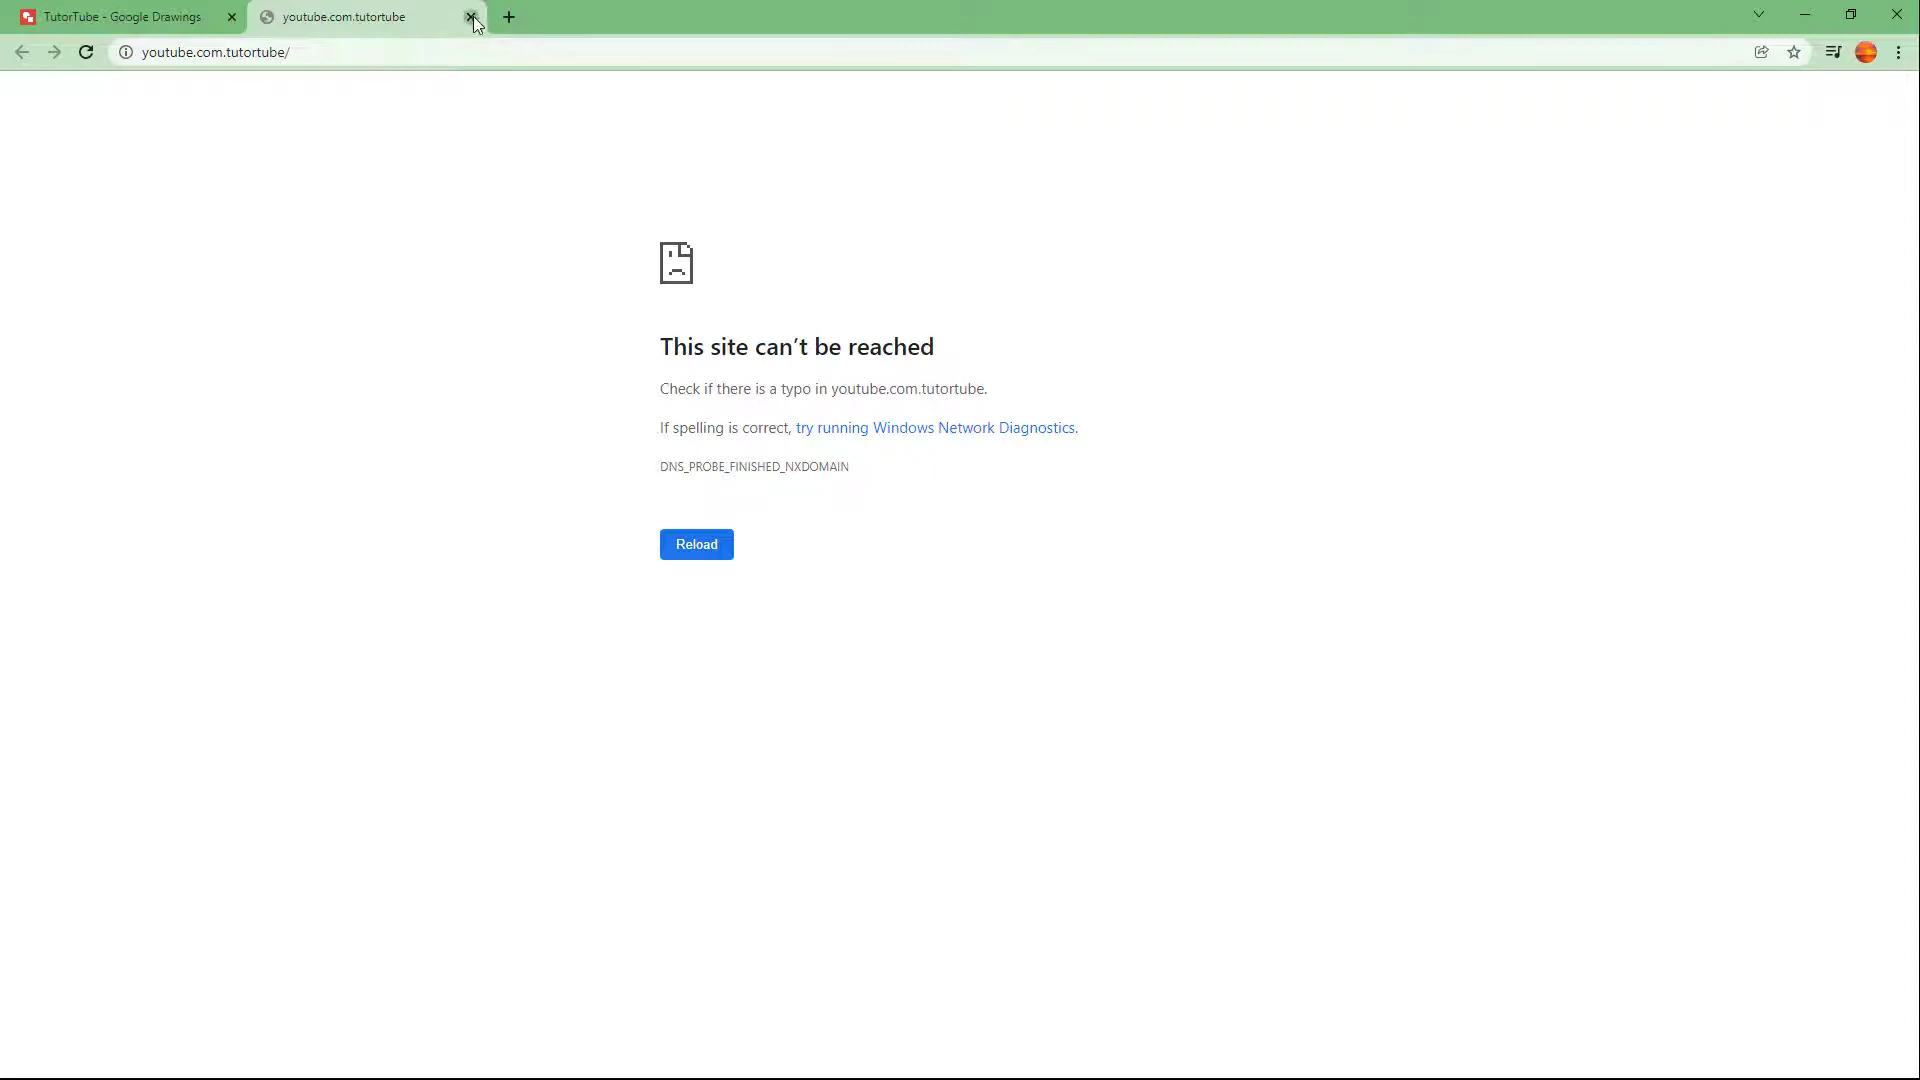 TutorTube - Google Drawings
youtube.com.tutortube
youtube.com.tutortube/
This site can’t be reached
Check if there is a typo in youtube.com.tutortube.
If spelling is correct, try running Windows Network Diagnostics.
DNS_PROBE_FINISHED_NXDOMAIN
Reload